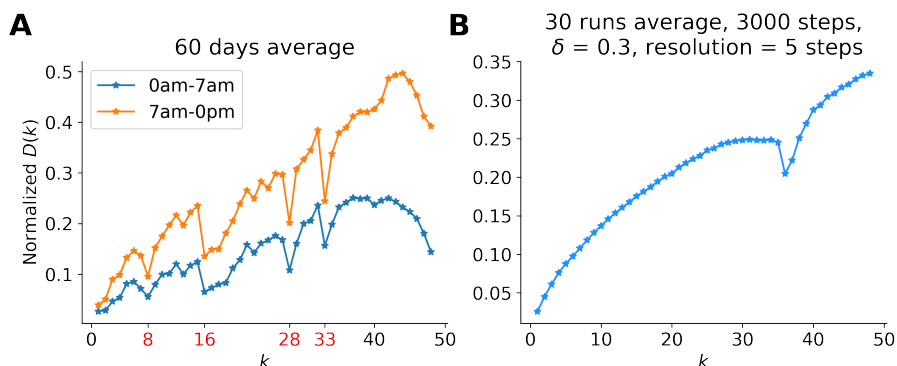 A
60 days average
Normalized D(k)
0.5
0.4
0.3
0.2
0.1
0am-7am
7am-0pm
0 8 16 28 33 40 50
k
B
30 runs average, 3000 steps,
δ = 0.3, resolution = 5 steps
0.35
0.30
0.25
0.20
0.15
0.10
0.05
0 10 20 30 40 50
k